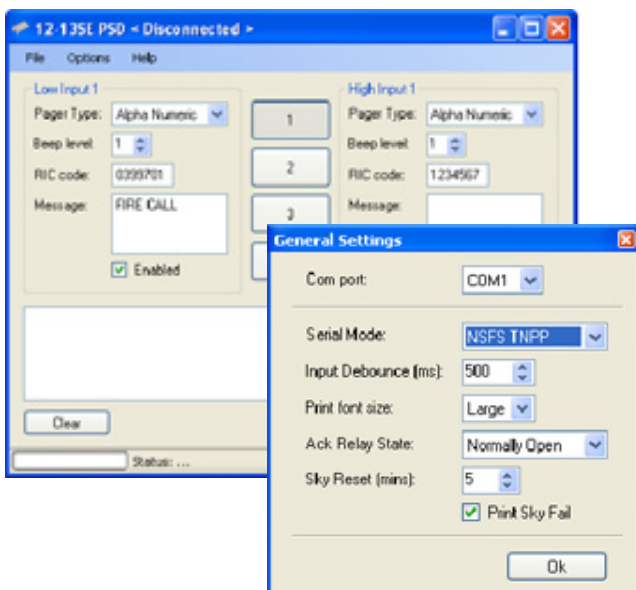 12-135E PSD < Disconnected >
File Options Help
Low Input 1
Pager Type: Alpha Numeric
Beep level: 1
RIC code: 0399701
Message: FIRE CALL
Enabled
1
2
3
High Input 1
Pager Type: Alpha Numeric
Beep level: 1
RIC code: 1234567
Message:
Clear
Status: ...
General Settings
Com port: COM1
Serial Mode: NSFS TNPP
Input Debounce (ms): 500
Print font size: Large
Ack Relay State: Normally Open
Sky Reset (mins): 5
Print Sky Fail
Ok